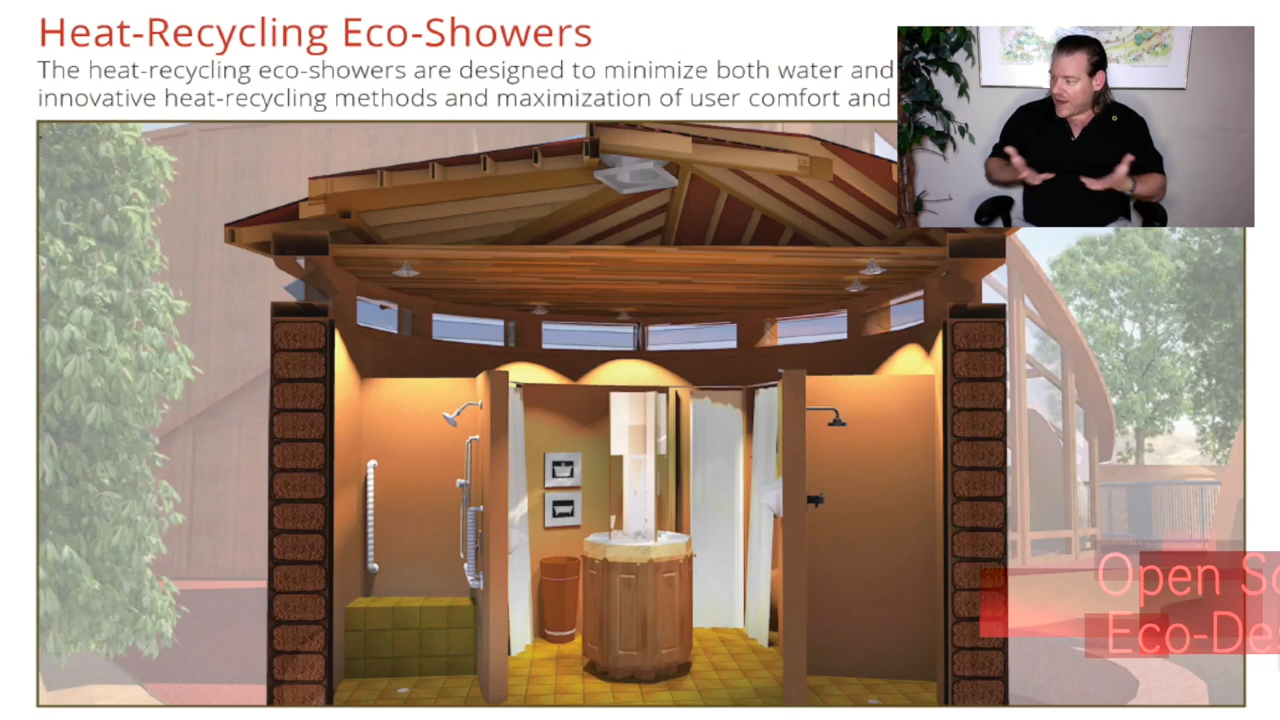 Heat-Recycling Eco-Showers
The heat-recycling eco-showers are designed to minimize both water and
innovative heat-recycling methods and maximization of user comfort and
Open